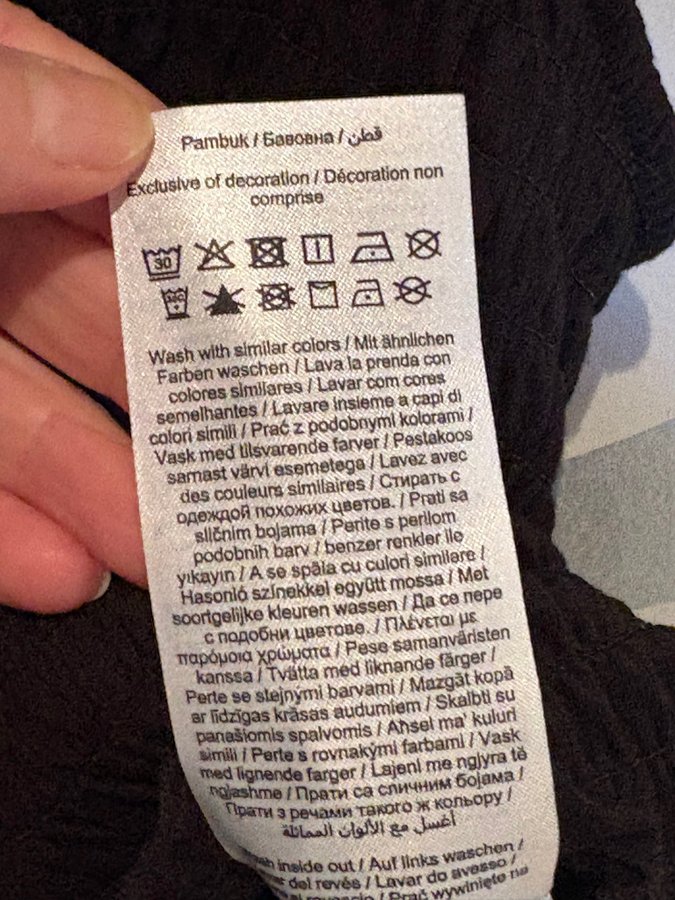 Pambuk / Бавовна / قطن
Exclusive of decoration / Décoration non
comprise
30
Wash with similar colors / Mit ähnlichen
Farben waschen / Lava la prenda con
colores similares / Lavar com cores
semelhantes / Lavare insieme a capi di
colori simili / Prać z podobnymi kolorami /
Vask med tilsvarende farver / Pestakoos
samast värvi esemetega / Lavez avec
des couleurs similaires / Стирать с
одеждой похожих цветов. / Prati sa
sličnim bojama / Perite s perilom
podobnih barv / benzer renkler ile
yıkayın / A se spăla cu culori similare /
Hasonló színekkel együtt mossa / Met
soortgelijke kleuren wassen / Да се пере
с подобни цветове. / Πλένεται με
παρόμοια χρώματα / Pese samanväristen
kanssa / Tvätta med liknande färger /
Perte se stejnými barvami / Mazgāt kopā
ar līdzīgas krāsas audumiem / Skalbti su
panašiomis spalvomis / Aħsel ma' kuluri
simili / Perte s rovnakými farbami / Vask
med lignende farger / Lajeni me ngjyra të
ngjashme / Прати са сличним бојама /
Прати з речами такого ж кольору /
أغسل مع الألوان المماثلة
inside out / Auf links waschen /
del revés / Lavar do avesso /
Prać wywinięte na